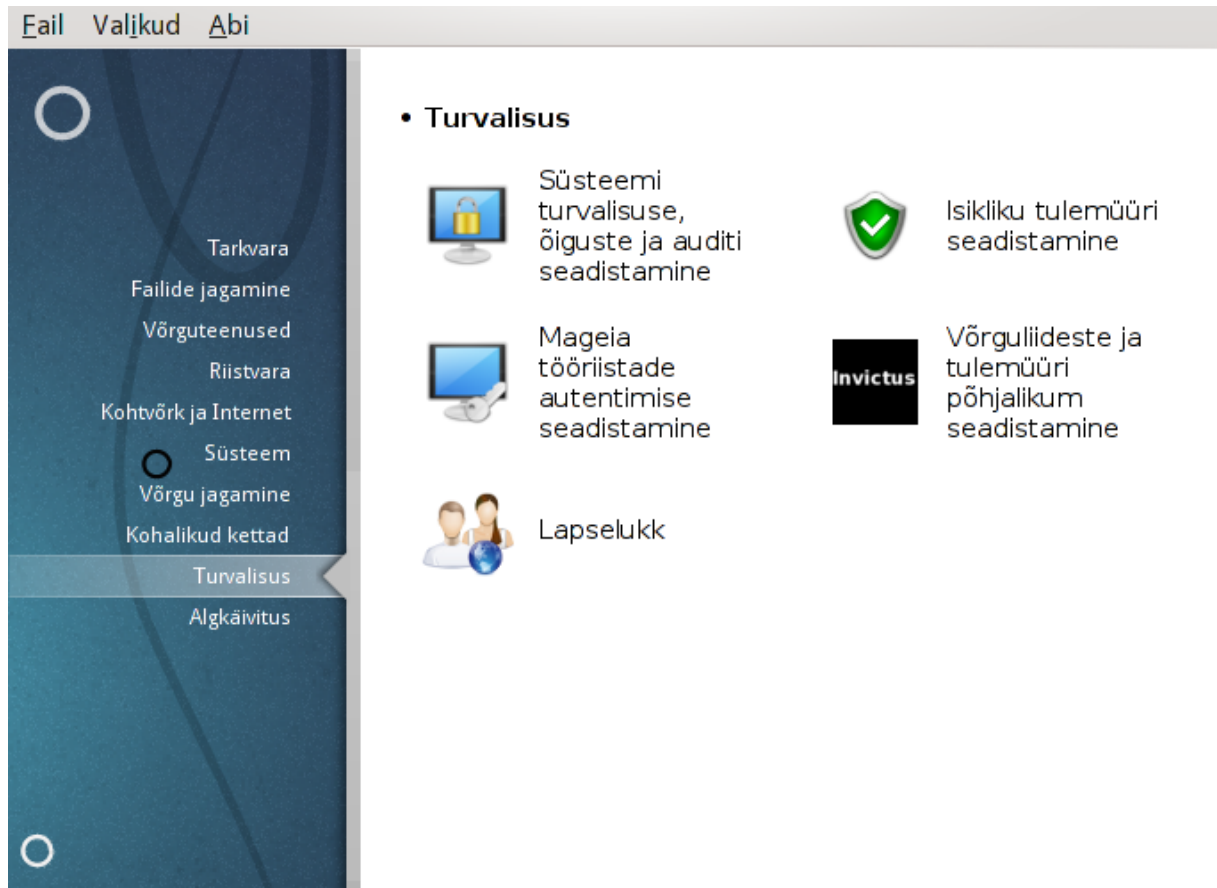 Fail Valikud Abi
Tarkvara
Failide jagamine
Võrguteenused
Riistvara
Kohtvõrk ja Internet
Süsteem
Võrgu jagamine
Kohalikud kettad
Turvalisus
Algkäivitus
• Turvalisus
Süsteemi
turvalisuse,
õiguste ja auditi
seadistamine
Isikliku tulemüüri
seadistamine
Mageia
tööriistade
autentimise
seadistamine
Invictus
Võrguliideste ja
tulemüüri
põhjalikum
seadistamine
Lapselukk